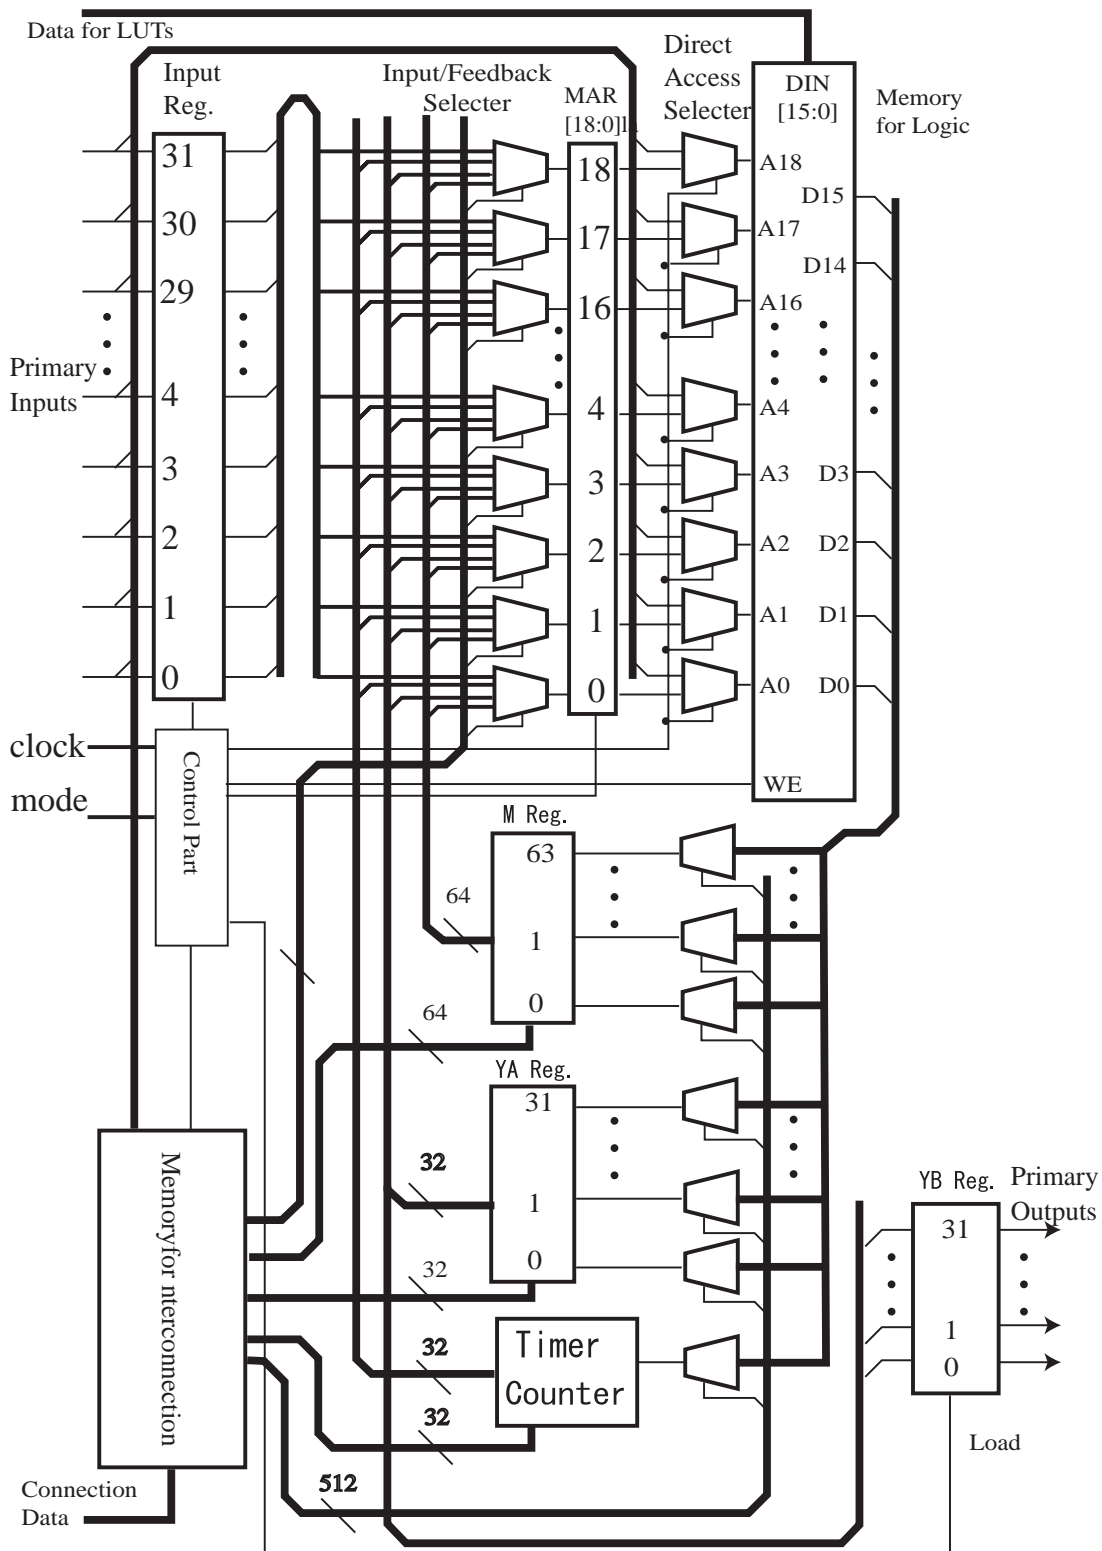 Data for LUTs
Input
Reg.
Input/Feedback
Selecter
MAR
[18:0]
Direct
Access
Selecter
DIN
[15:0]
Memory
for Logic
31
30
29
4
3
2
1
0
Primary
Inputs
18
17
16
4
3
2
1
0
A18
A17
A16
A4
A3
A2
A1
A0
D15
D14
D3
D2
D1
D0
WE
clock
mode
Control Part
M Reg.
63
1
0
64
64
YA Reg.
31
1
0
32
32
Timer
Counter
32
32
512
Memoryfor nterconnection
Connection
Data
YB Reg.
31
1
0
Primary
Outputs
Load